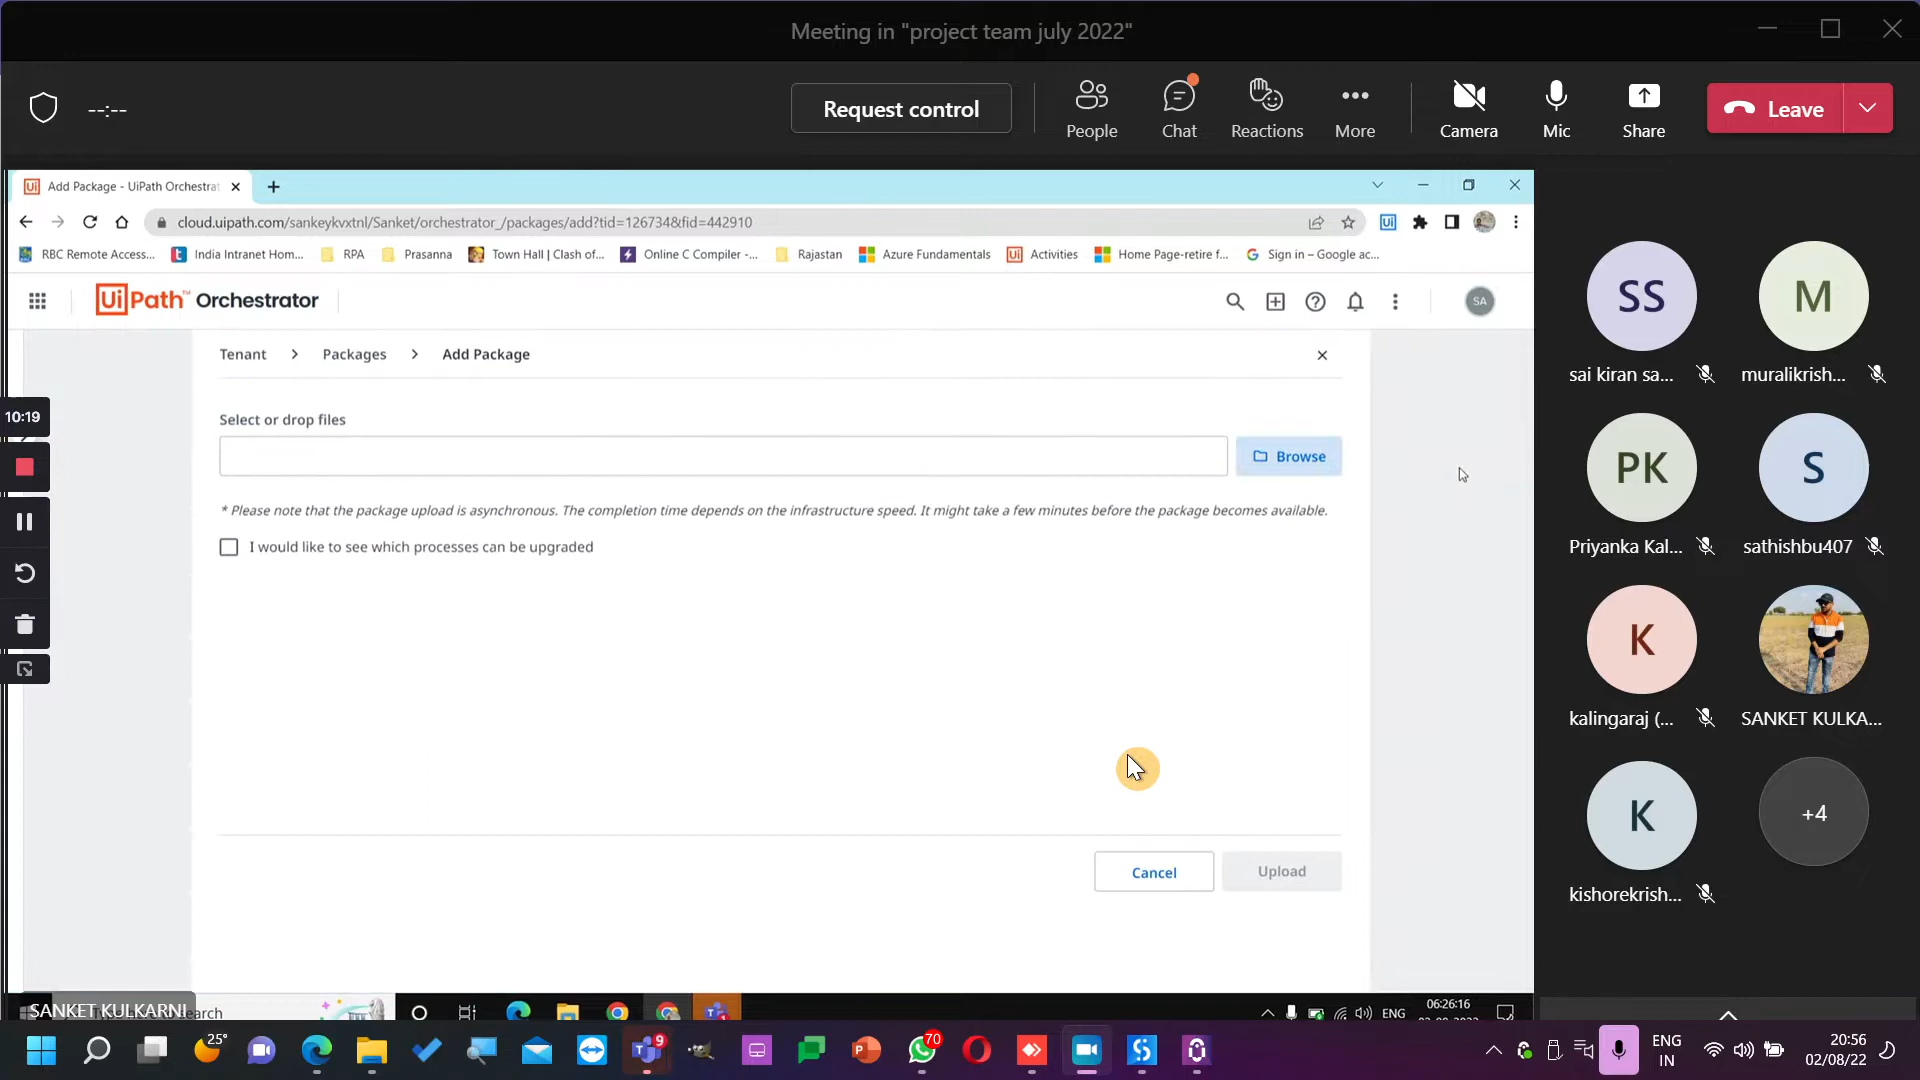 Meeting in "project team july 2022"
--:--
Request control
People
Chat
Reactions
More
Camera
Mic
Share
Leave
Add Package - UiPath Orchestrat
cloud.uipath.com/sankeykvxtnl/Sanket/orchestrator_/packages/add?tid=126734&fid=442910
RBC Remote Access...
India Intranet Hom...
RPA
Prasanna
Town Hall | Clash of...
Online C Compiler -...
Rajastan
Azure Fundamentals
Activities
Home Page-retire f...
Sign in – Google ac...
UiPath™ Orchestrator
SA
Tenant > Packages > Add Package
10:19
Select or drop files
Browse
* Please note that the package upload is asynchronous. The completion time depends on the infrastructure speed. It might take a few minutes before the package becomes available.
I would like to see which processes can be upgraded
Cancel
Upload
SS
M
sai kiran sa...
muralikrish...
PK
S
Priyanka Kal...
sathishbu407
K
kalingaraj (...
SANKET KULKA...
K
+4
kishorekrish...
SANKET KULKARNI
ENG
06:26:16
25°
9
70
ENG
IN
20:56
02/08/22